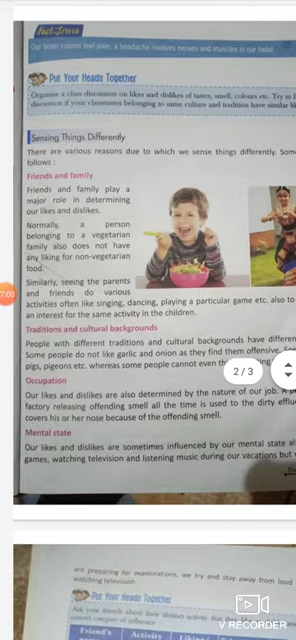 Fact Trivia
Our brain cannot feel pain, a headache involves nerves and muscles in our head.
Put Your Heads Together
Organise a class discussion on likes and dislikes of tastes, smell, colours etc. Try to
discussion if your classmates belonging to same culture and tradition have similar
Sensing Things Differently
There are various reasons due to which we sense things differently. Som
follows :
Friends and family
Friends and family play a
major role in determining
our likes and dislikes.
Normally, a person
belonging to a vegetarian
family also does not have
any liking for non-vegetarian
food.
Similarly, seeing the parents
and friends do various
7:00
activities often like singing, dancing, playing a particular game etc. also to
an interest for the same activity in the children.
Traditions and cultural backgrounds
People with different traditions and cultural backgrounds have differen
Some people do not like garlic and onion as they find them offensive.
pigs, pigeons etc. whereas some people cannot even
2/3
Occupation
Our likes and dislikes are also determined by the nature of our job. A
factory releasing offending smell all the time is used to the dirty
covers his or her nose because of the offending smell.
Mental state
Our likes and dislikes are sometimes influenced by our mental state
games, watching television and listening music during our vacations but
are preparing for examinations, we try and stay away from loud
watching television.
Put Your Heads Together
Ask your friends about their distinct activity
correct category of influence
Friend's
Activity
V RECORDER